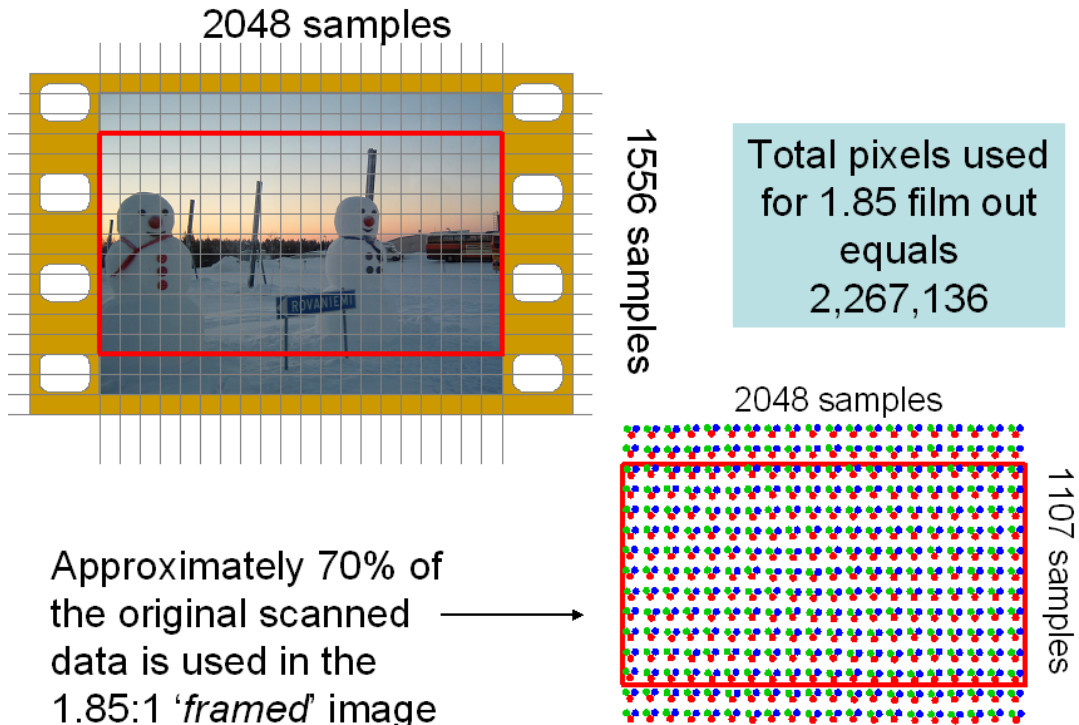 2048 samples
1556 samples
Total pixels used
for 1.85 film out
equals
2,267,136
ROVANIEMI
2048 samples
1107 samples
Approximately 70% of
the original scanned
data is used in the
1.85:1 ‘framed’ image